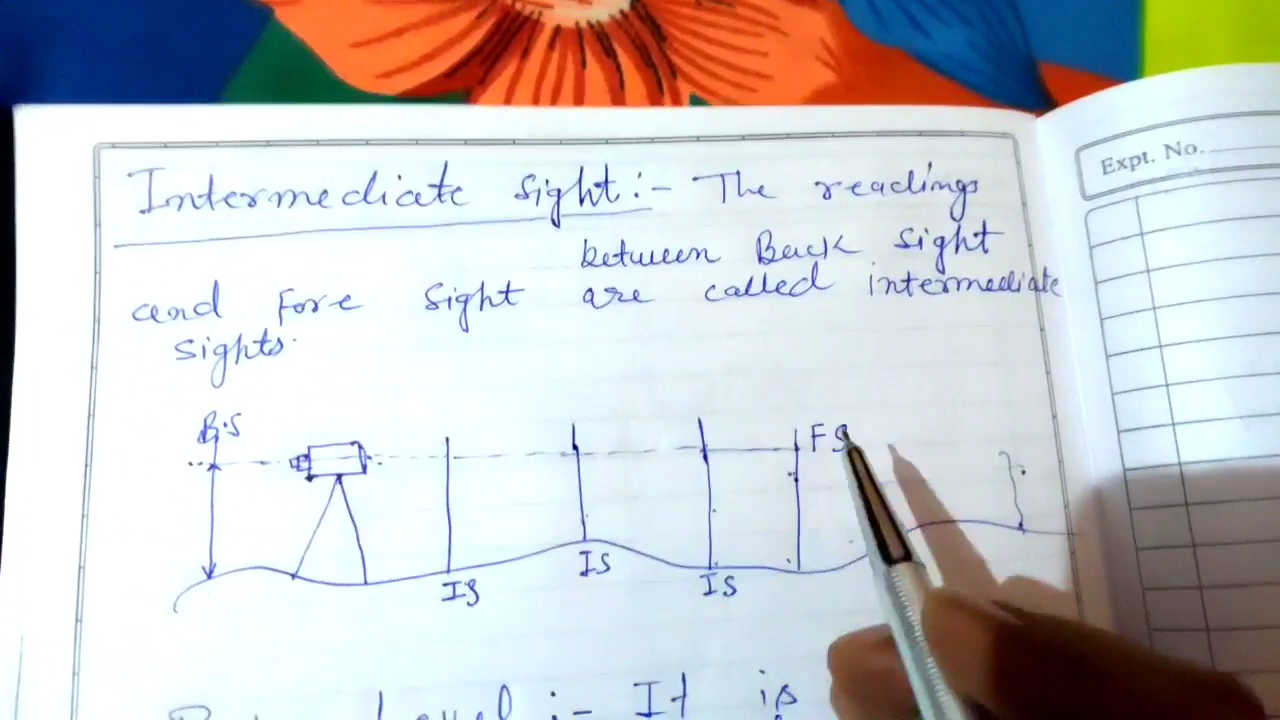 Intermediate sight:- The readings
between Back sight
and Fore sight are called intermediate
sights.
B.S
FS
IS
IS
IS
Level :- It is
Expt. No.